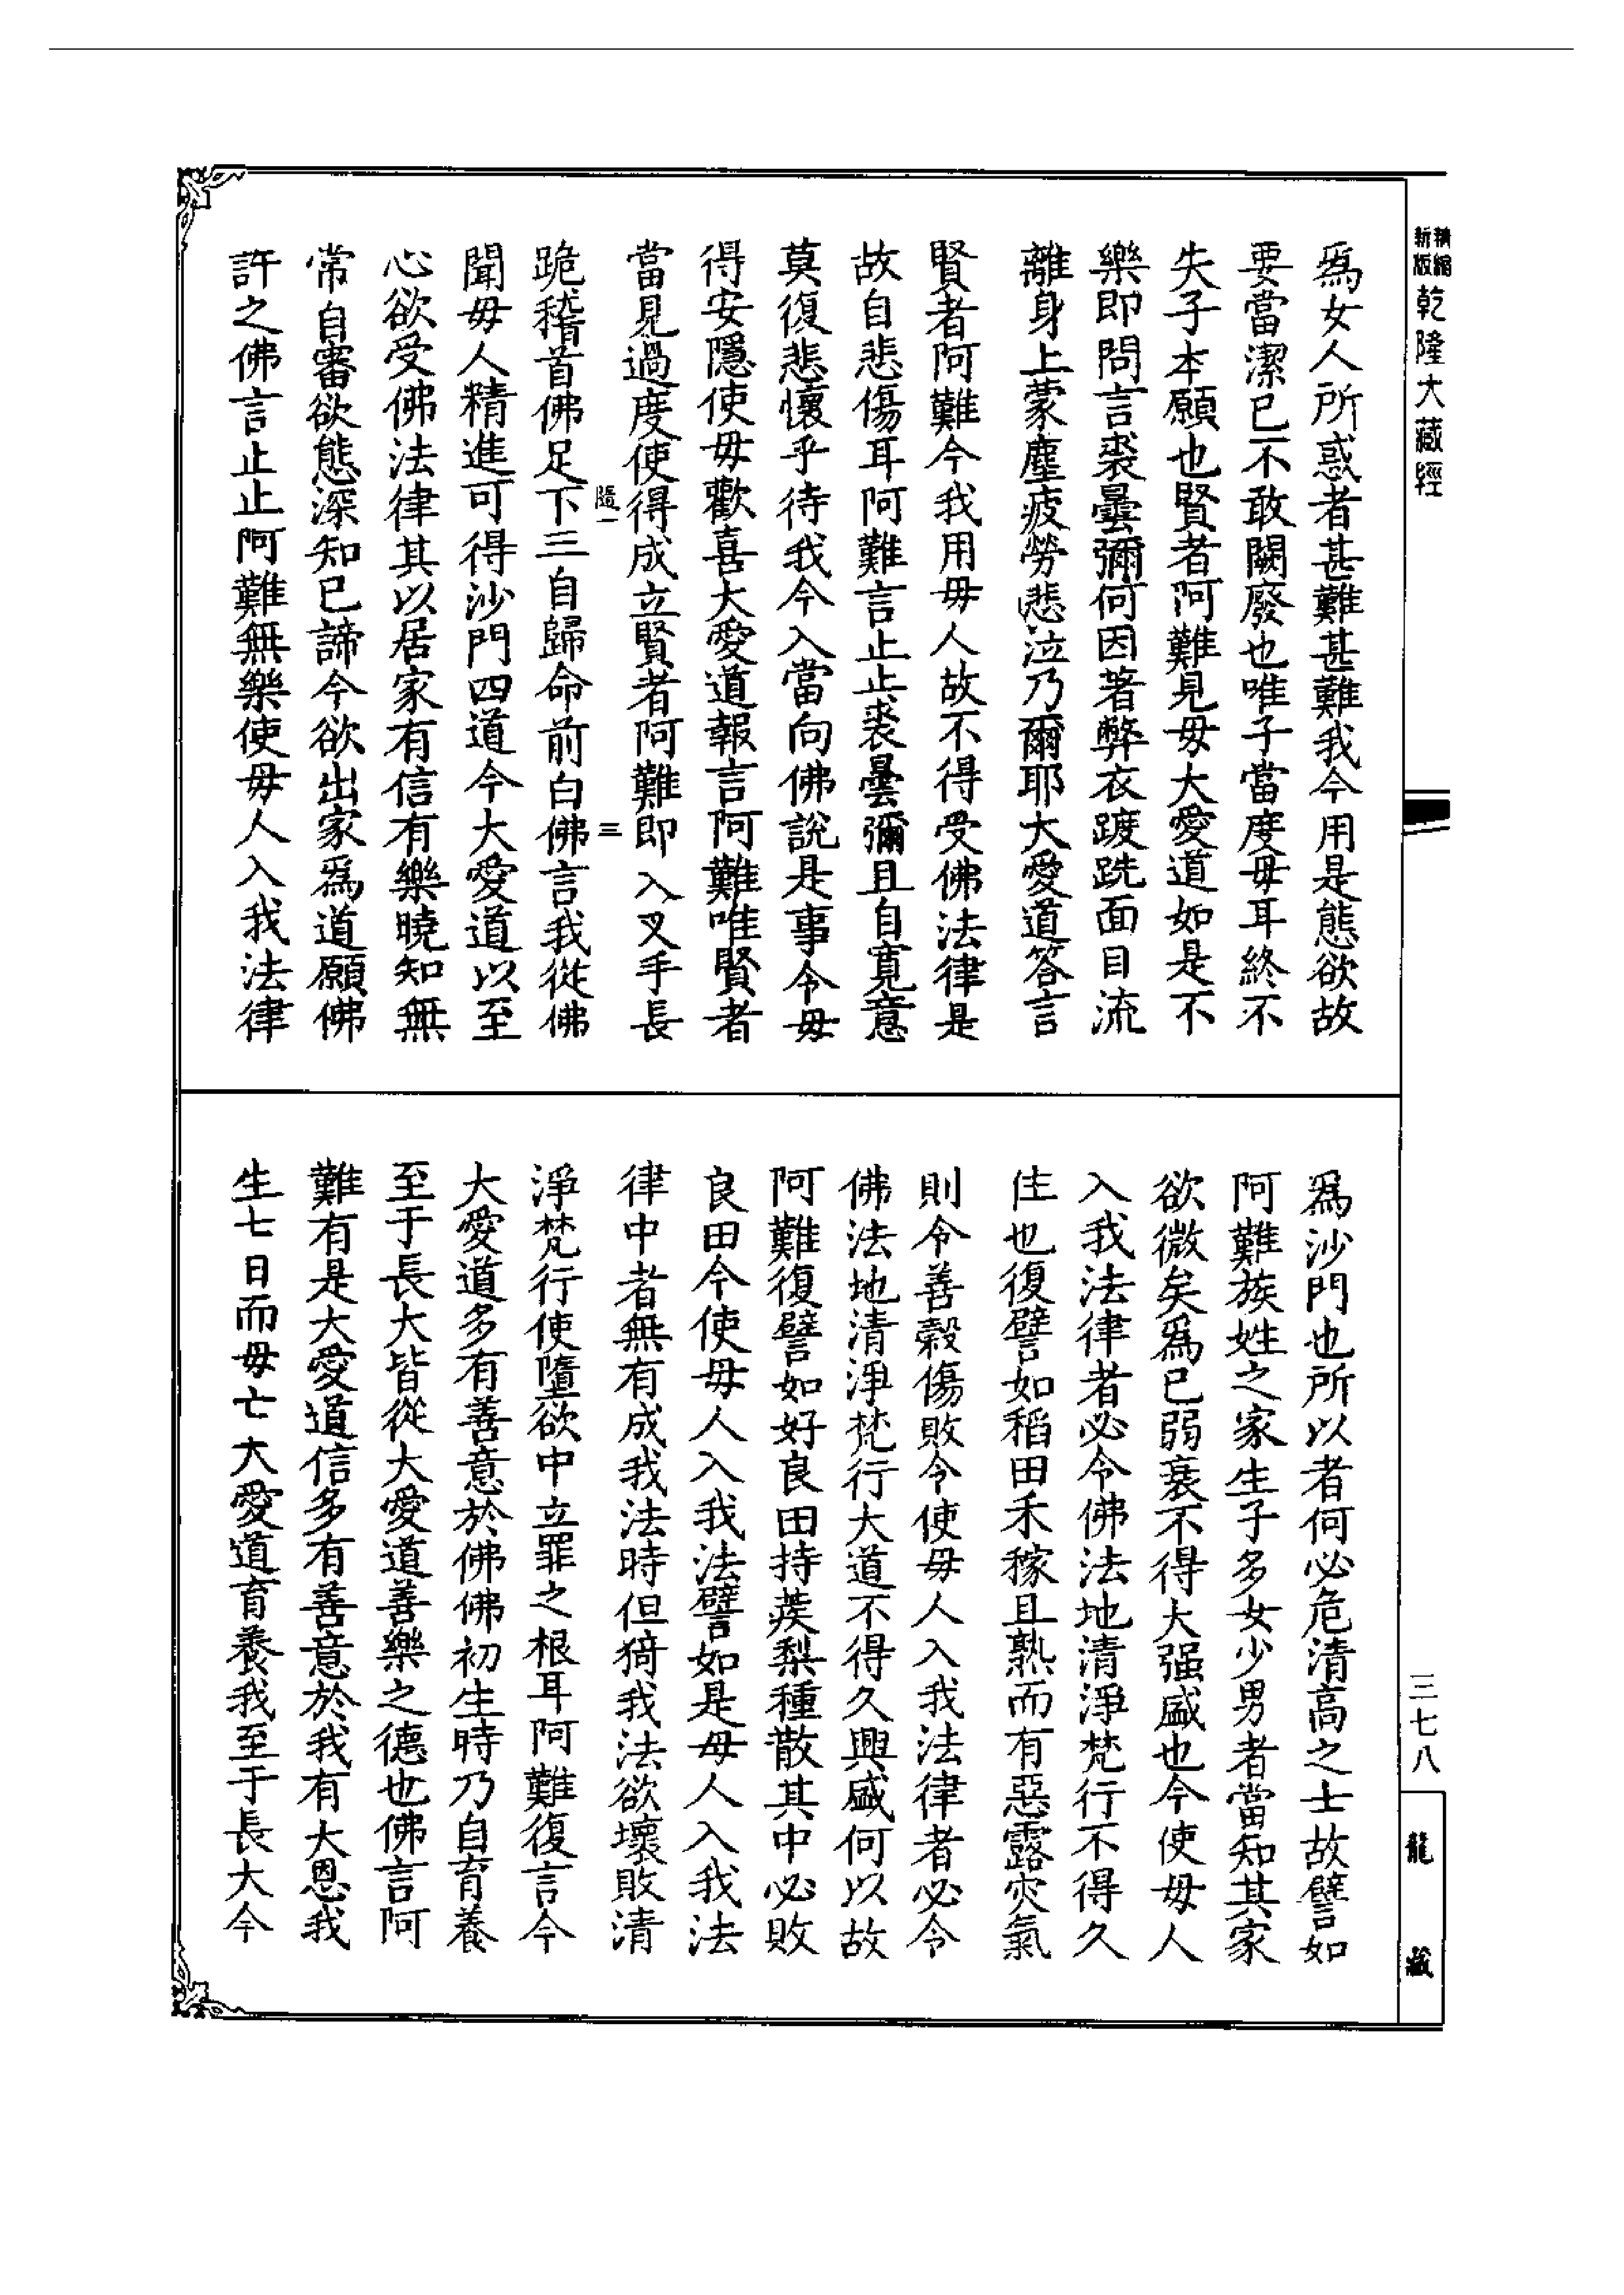 精縮新版乾隆大藏經
為女人所惑者甚難甚難我今用是態欲故
要當潔已不敢闕廢也唯子當度毋耳終不
失子本願也賢者阿難見毋大愛道如是不
樂即問言裘曇彌何因著弊衣踱跣面目流
離身上蒙塵疲勞悲泣乃爾耶大愛道答言
賢者阿難今我用毋人故不得受佛法律是
故自悲傷耳阿難言止止裘曇彌且自寬意
莫復悲懷乎待我今入當向佛說是事令毋
得安隱使毋歡喜大愛道報言阿難唯賢者
當見過度使得成立賢者阿難即入叉手長
隨一 三
跪稽首佛足下三自歸命前白佛言我從佛
聞毋人精進可得沙門四道今大愛道以至
心欲受佛法律其以居家有信有樂曉知無
常自審欲態深知已諦今欲出家為道願佛
許之佛言止止阿難無樂使毋人入我法律
為沙門也所以者何必危清高之士故譬如
阿難族姓之家生子多女少男者當知其家
欲微矣為已弱衰不得大强盛也今使毋人
入我法律者必令佛法地清淨梵行不得久
住也復譬如稻田禾稼且熟而有惡露災氣
則令善穀傷敗令使毋人入我法律者必令
佛法地清淨梵行大道不得久興盛何以故
阿難復譬如好良田持蒺梨種散其中必敗
良田今使毋人入我法譬如是毋人入我法
律中者無有成我法時但猗我法欲壞敗清
淨梵行使墮欲中立罪之根耳阿難復言今
大愛道多有善意於佛佛初生時乃自育養
至于長大皆從大愛道善樂之德也佛言阿
難有是大愛道信多有善意於我有大恩我
生七日而毋亡大愛道育養我至于長大今
三七八
龍藏